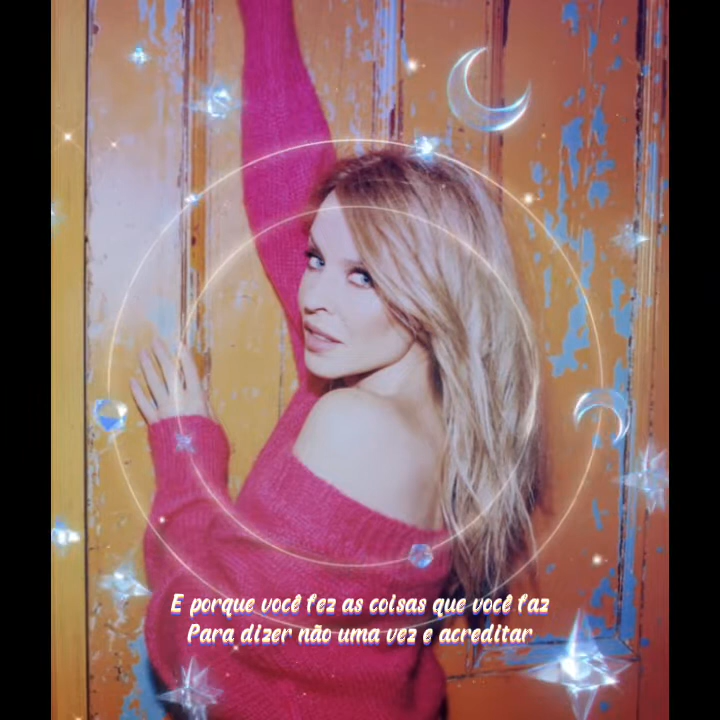 E porque você fez as coisas que você faz
Para dizer não uma vez e acreditar